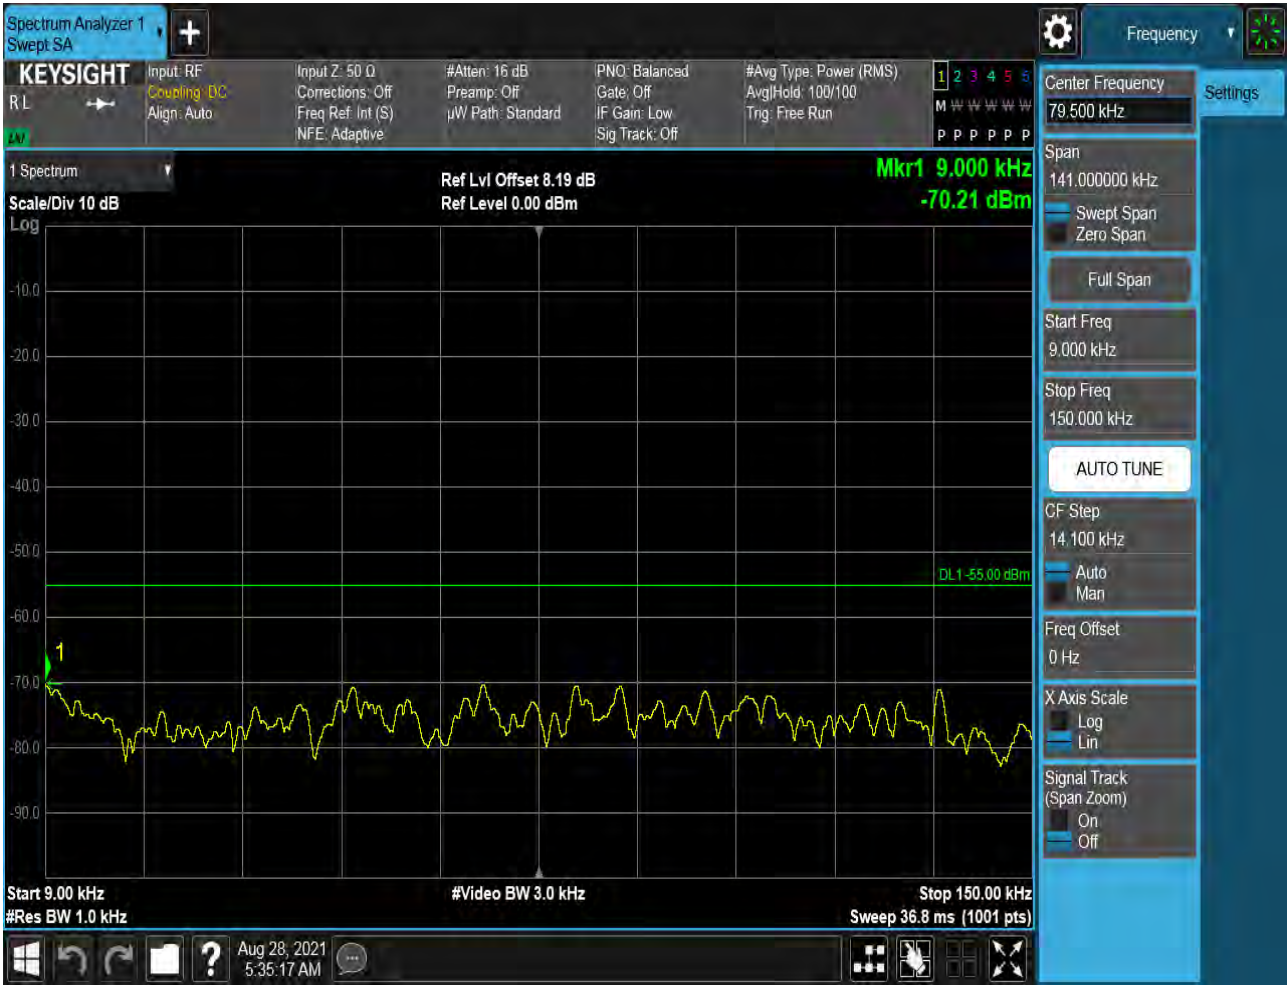 Spectrum Analyzer 1
Swept SA
Frequency
KEYSIGHT
R L
LXI
Input: RF
Coupling: DC
Align: Auto
Input Z: 50 Ω
Corrections: Off
Freq Ref: Int (S)
NFE: Adaptive
#Atten: 16 dB
Preamp: Off
µW Path: Standard
PNO: Balanced
Gate: Off
IF Gain: Low
Sig Track: Off
#Avg Type: Power (RMS)
Avg|Hold: 100/100
Trig: Free Run
1 2 3 4 5 6
M W W W W W
P P P P P P
1 Spectrum
Scale/Div 10 dB
Log
Ref Lvl Offset 8.19 dB
Ref Level 0.00 dBm
Mkr1 9.000 kHz
-70.21 dBm
-10.0
-20.0
-30.0
-40.0
-50.0
DL1 -55.00 dBm
-60.0
1
-70.0
-80.0
-90.0
Start 9.00 kHz
#Res BW 1.0 kHz
#Video BW 3.0 kHz
Stop 150.00 kHz
Sweep 36.8 ms (1001 pts)
?
Aug 28, 2021
5:35:17 AM
Center Frequency
79.500 kHz
Settings
Span
141.000000 kHz
Swept Span
Zero Span
Full Span
Start Freq
9.000 kHz
Stop Freq
150.000 kHz
AUTO TUNE
CF Step
14.100 kHz
Auto
Man
Freq Offset
0 Hz
X Axis Scale
Log
Lin
Signal Track
(Span Zoom)
On
Off